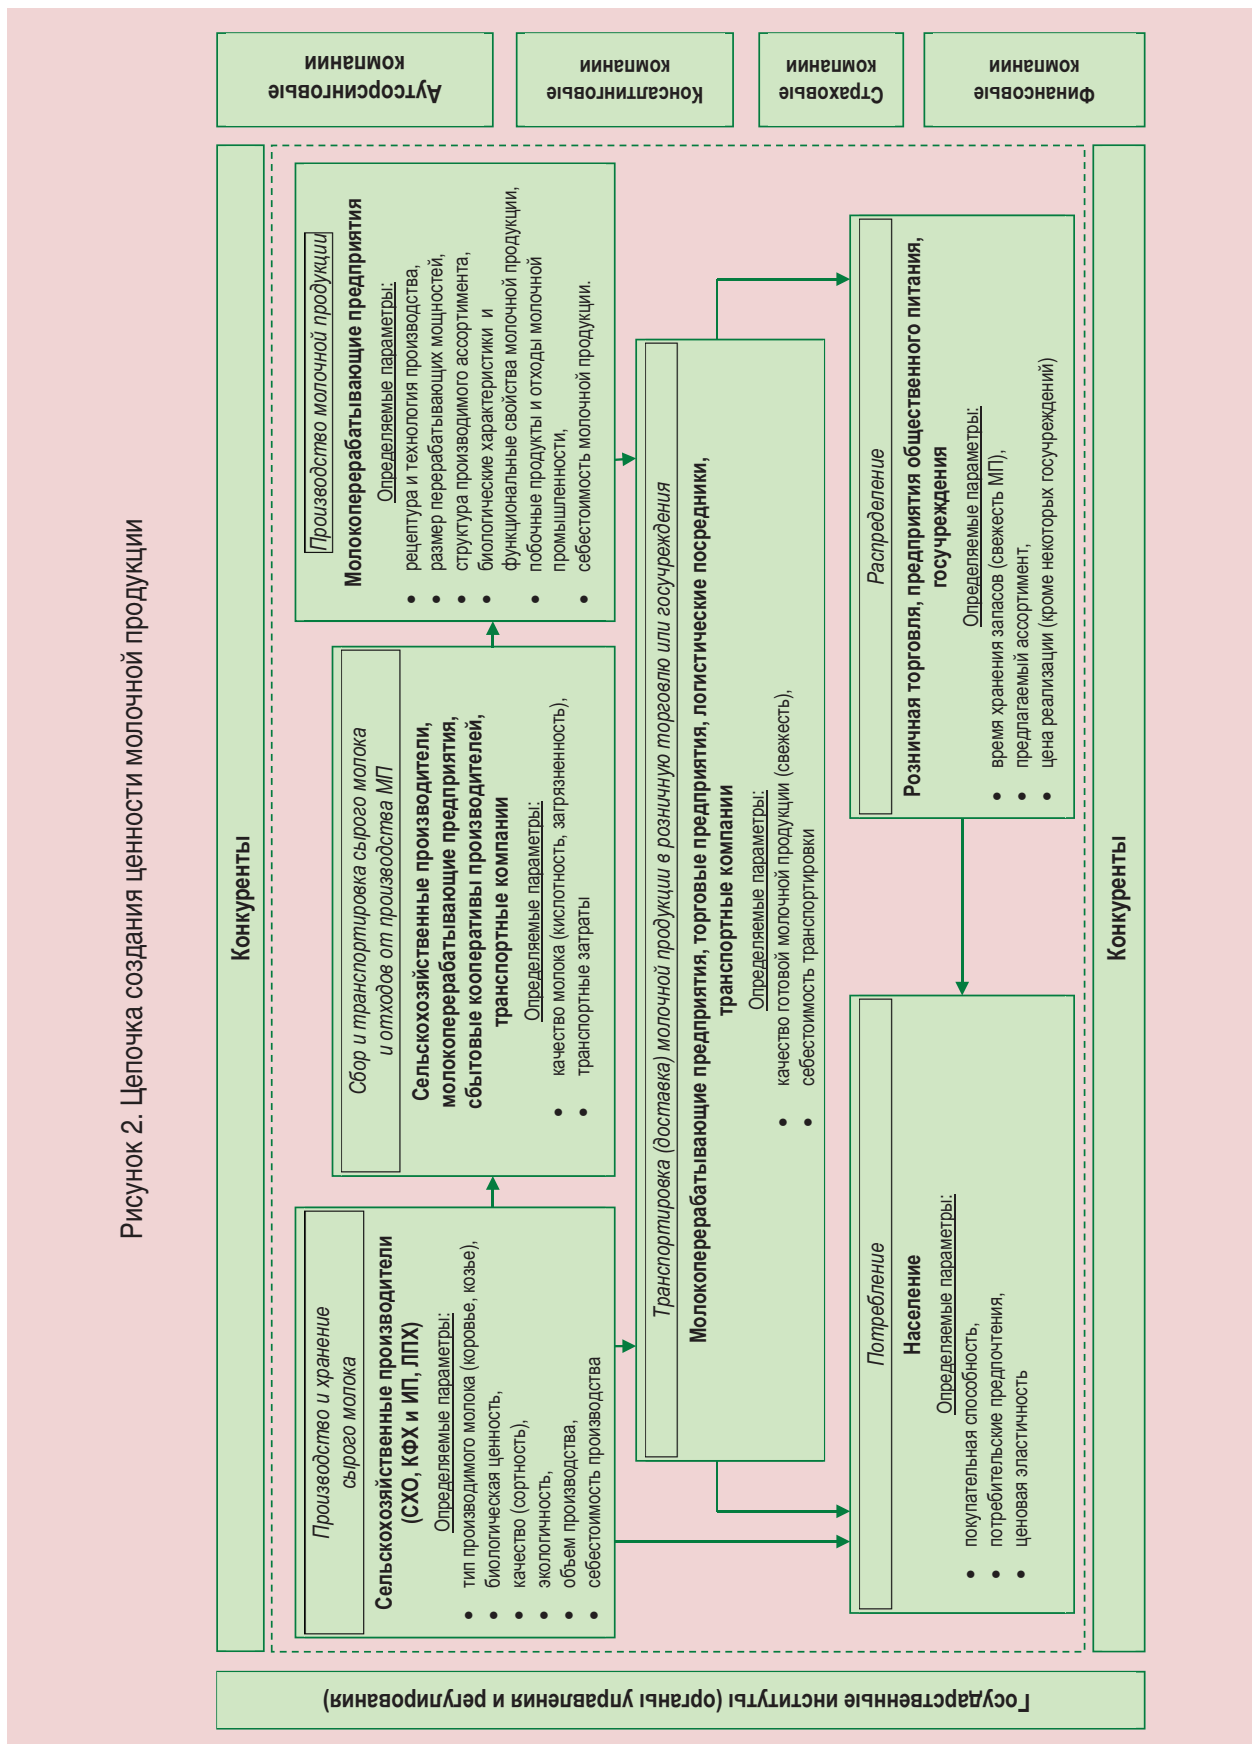 Рисунок 2. Цепочка создания ценности молочной продукции
Государственные институты (органы управления и регулирования)
Конкуренты
Производство и хранение
сырого молока
Сельскохозяйственные производители
(СХО, КФХ и ИП, ЛПХ)
Определяемые параметры:
• тип производимого молока (коровье, козье),
• биологическая ценность,
• качество (сортность),
• экологичность,
• объем производства,
• себестоимость производства
Сбор и транспортировка сырого молока
и отходов от производства МП
Сельскохозяйственные производители,
молокоперерабатывающие предприятия,
сбытовые кооперативы производителей,
транспортные компании
Определяемые параметры:
• качество молока (кислотность, загрязненность),
• транспортные затраты
Производство молочной продукции
Молокоперерабатывающие предприятия
Определяемые параметры:
• рецептура и технология производства,
• размер перерабатывающих мощностей,
• структура производимого ассортимента,
• биологические характеристики и
функциональные свойства молочной продукции,
• побочные продукты и отходы молочной
промышленности,
• себестоимость молочной продукции.
Транспортировка (доставка) молочной продукции в розничную торговлю или госучреждения
Молокоперерабатывающие предприятия, торговые предприятия, логистические посредники,
транспортные компании
Определяемые параметры:
• качество готовой молочной продукции (свежесть),
• себестоимость транспортировки
Потребление
Население
Определяемые параметры:
• покупательная способность,
• потребительские предпочтения,
• ценовая эластичность
Распределение
Розничная торговля, предприятия общественного питания,
госучреждения
Определяемые параметры:
• время хранения запасов (свежесть МП),
• предлагаемый ассортимент,
• цена реализации (кроме некоторых госучреждений)
Конкуренты
Аутсорсинговые
компании
Консалтинговые
компании
Страховые
компании
Финансовые
компании